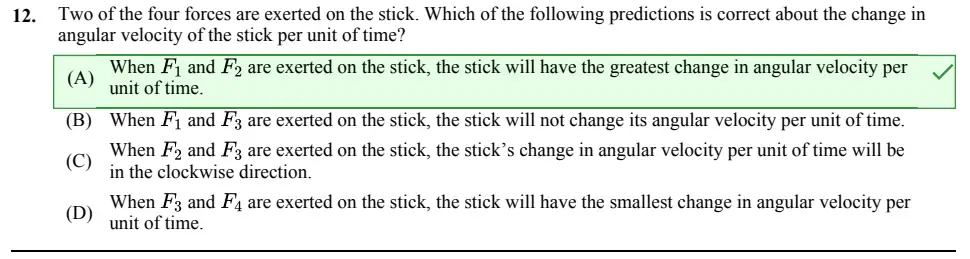 12. Two of the four forces are exerted on the stick. Which of the following predictions is correct about the change in
angular velocity of the stick per unit of time?
(A) When F₁ and F₂ are exerted on the stick, the stick will have the greatest change in angular velocity per
unit of time.
(B) When F₁ and F₃ are exerted on the stick, the stick will not change its angular velocity per unit of time.
(C) When F₂ and F₃ are exerted on the stick, the stick’s change in angular velocity per unit of time will be
in the clockwise direction.
(D) When F₃ and F₄ are exerted on the stick, the stick will have the smallest change in angular velocity per
unit of time.